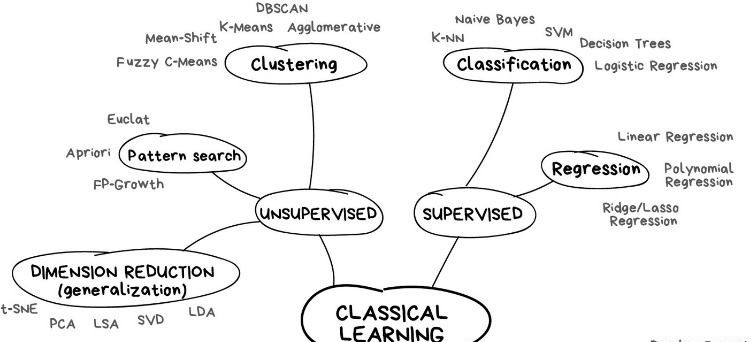 DBSCAN
K-Means
Agglomerative
Mean-Shift
Fuzzy C-Means
Clustering
Naive Bayes
K-NN
SVM
Decision Trees
Logistic Regression
Classification
Euclat
Apriori
Pattern search
FP-Growth
Linear Regression
Regression
Polynomial
Regression
Ridge/Lasso
Regression
UNSUPERVISED
SUPERVISED
DIMENSION REDUCTION
(generalization)
t-SNE
PCA
LSA
SVD
LDA
CLASSICAL
LEARNING